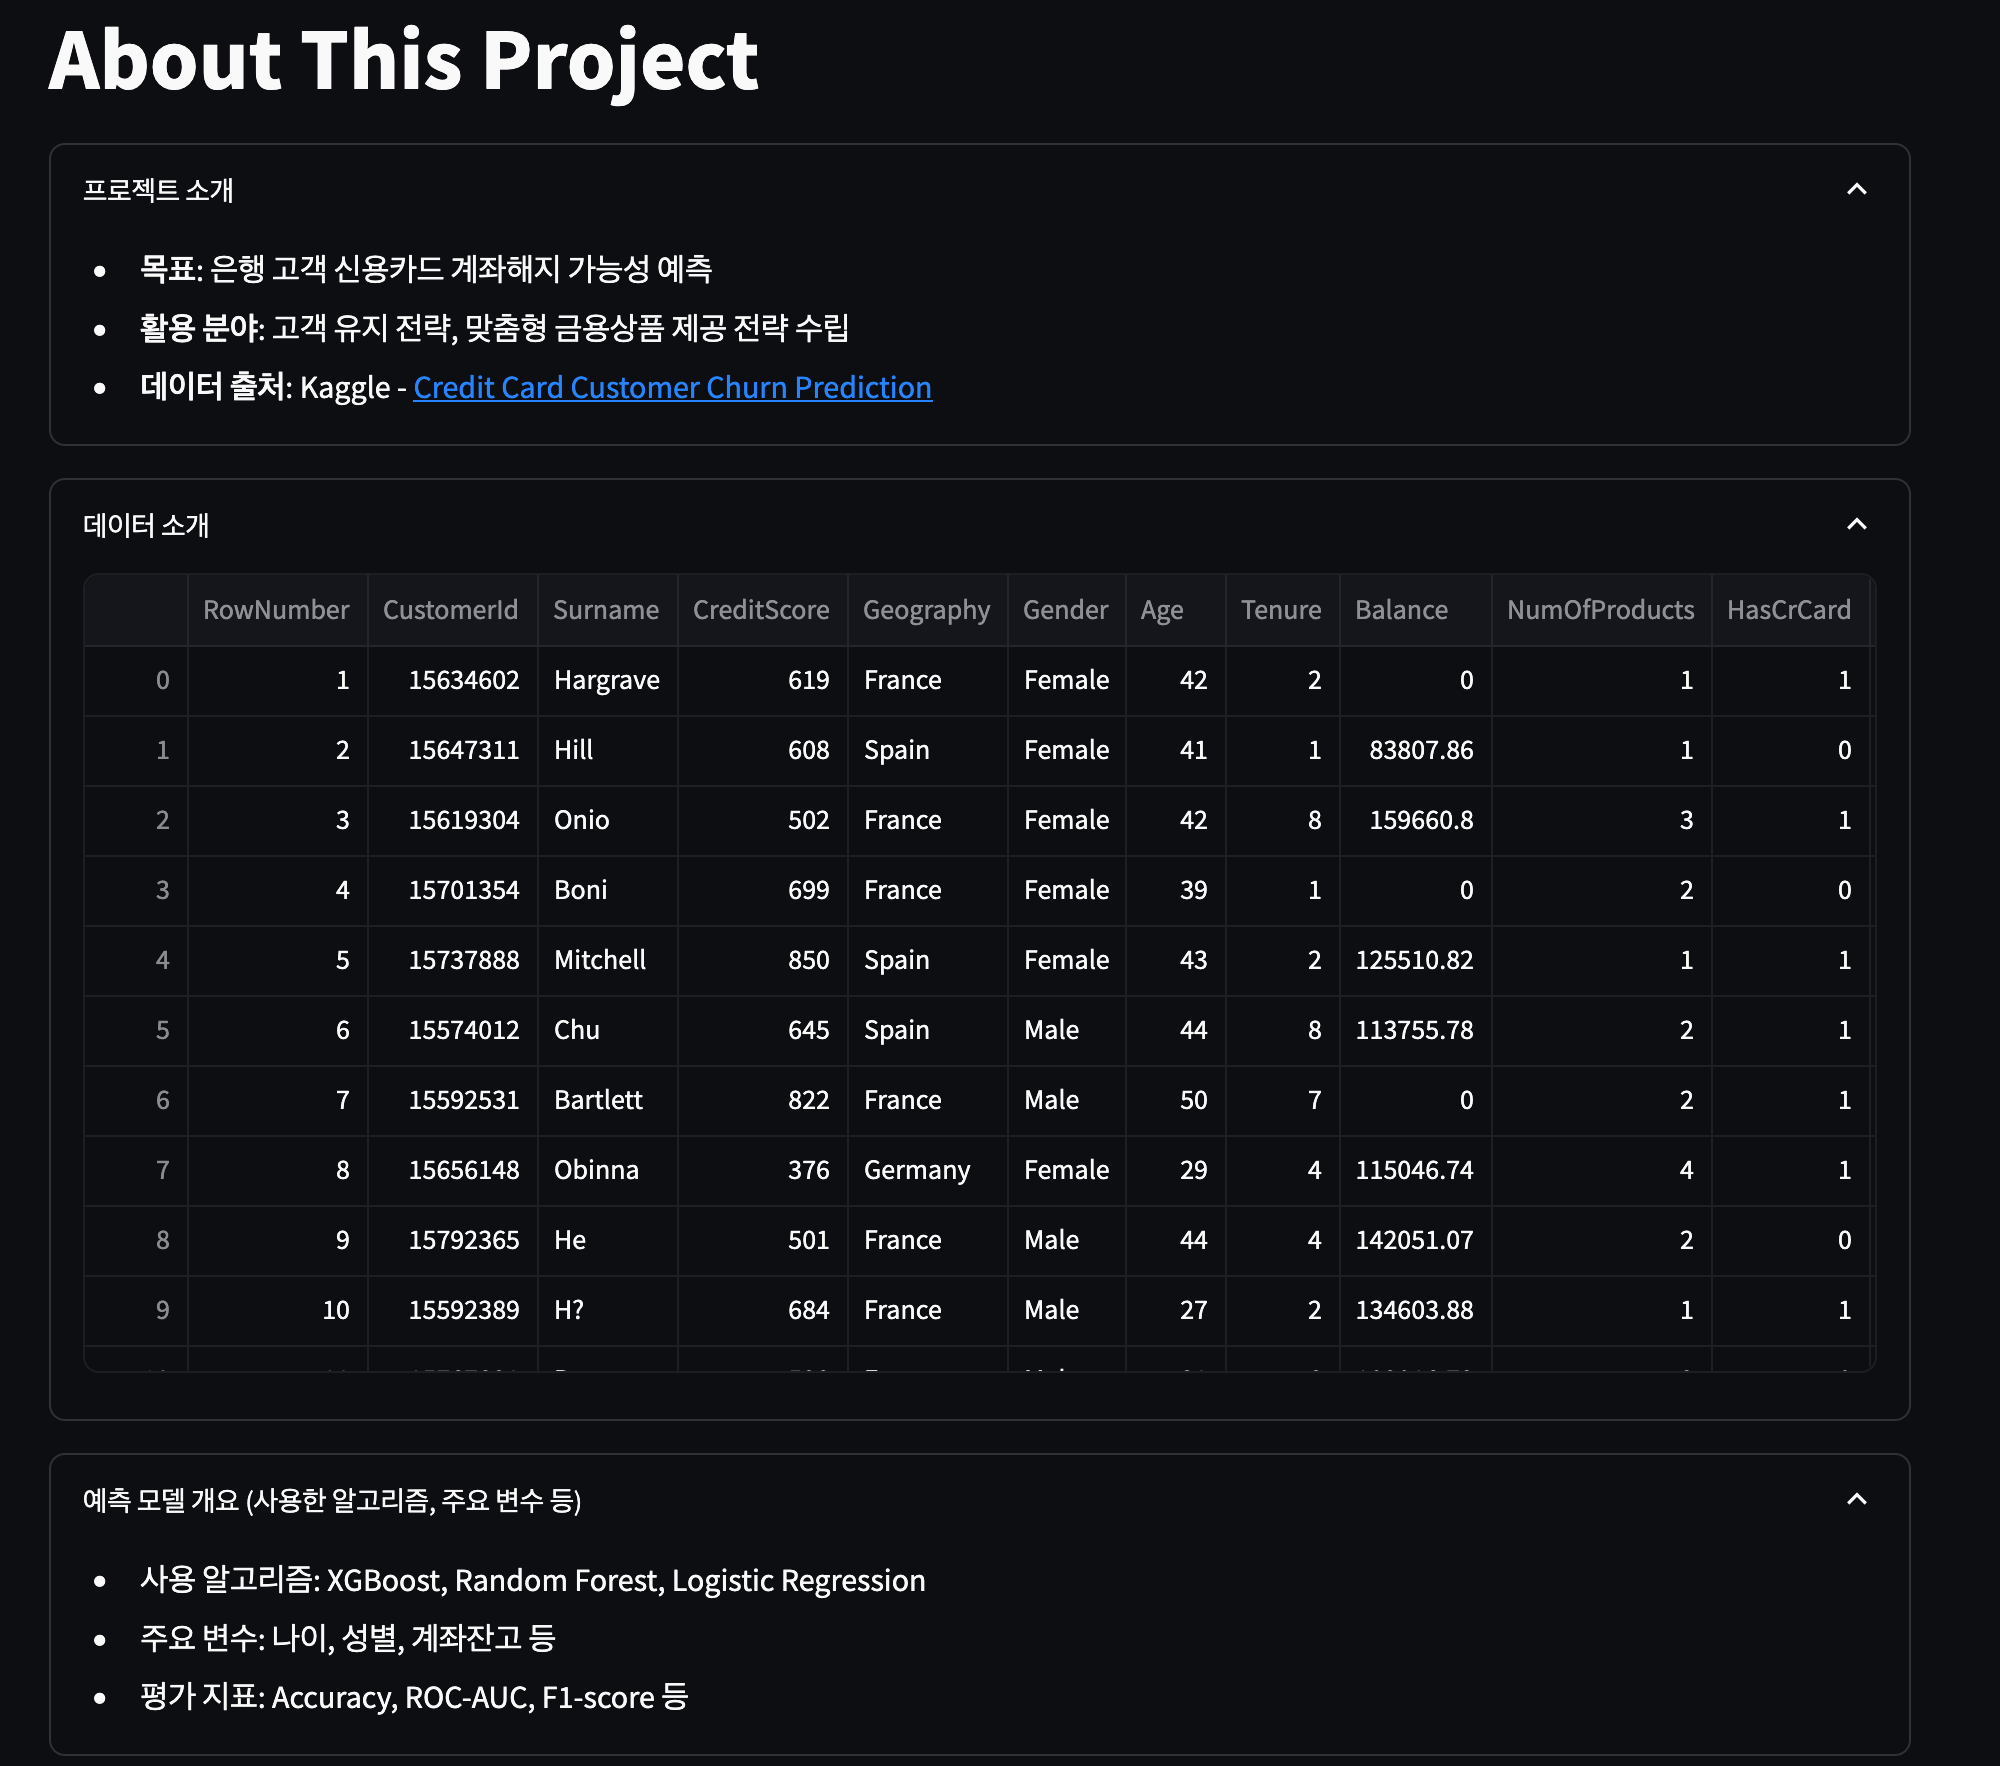 About This Project
프로젝트 소개
목표: 은행 고객 신용카드 계좌해지 가능성 예측
활용 분야: 고객 유지 전략, 맞춤형 금용상품 제공 전략 수립
데이터 출처: Kaggle - Credit Card Customer Churn Prediction
데이터 소개
RowNumber CustomerId Surname CreditScore Geography Gender Age Tenure Balance NumOfProducts HasCrCard
0 1 15634602 Hargrave 619 France Female 42 2 0 1 1
1 2 15647311 Hill 608 Spain Female 41 1 83807.86 1 0
2 3 15619304 Onio 502 France Female 42 8 159660.8 3 1
3 4 15701354 Boni 699 France Female 39 1 0 2 0
4 5 15737888 Mitchell 850 Spain Female 43 2 125510.82 1 1
5 6 15574012 Chu 645 Spain Male 44 8 113755.78 2 1
6 7 15592531 Bartlett 822 France Male 50 7 0 2 1
7 8 15656148 Obinna 376 Germany Female 29 4 115046.74 4 1
8 9 15792365 He 501 France Male 44 4 142051.07 2 0
9 10 15592389 H? 684 France Male 27 2 134603.88 1 1
예측 모델 개요 (사용한 알고리즘, 주요 변수 등)
사용 알고리즘: XGBoost, Random Forest, Logistic Regression
주요 변수: 나이, 성별, 계좌잔고 등
평가 지표: Accuracy, ROC-AUC, F1-score 등